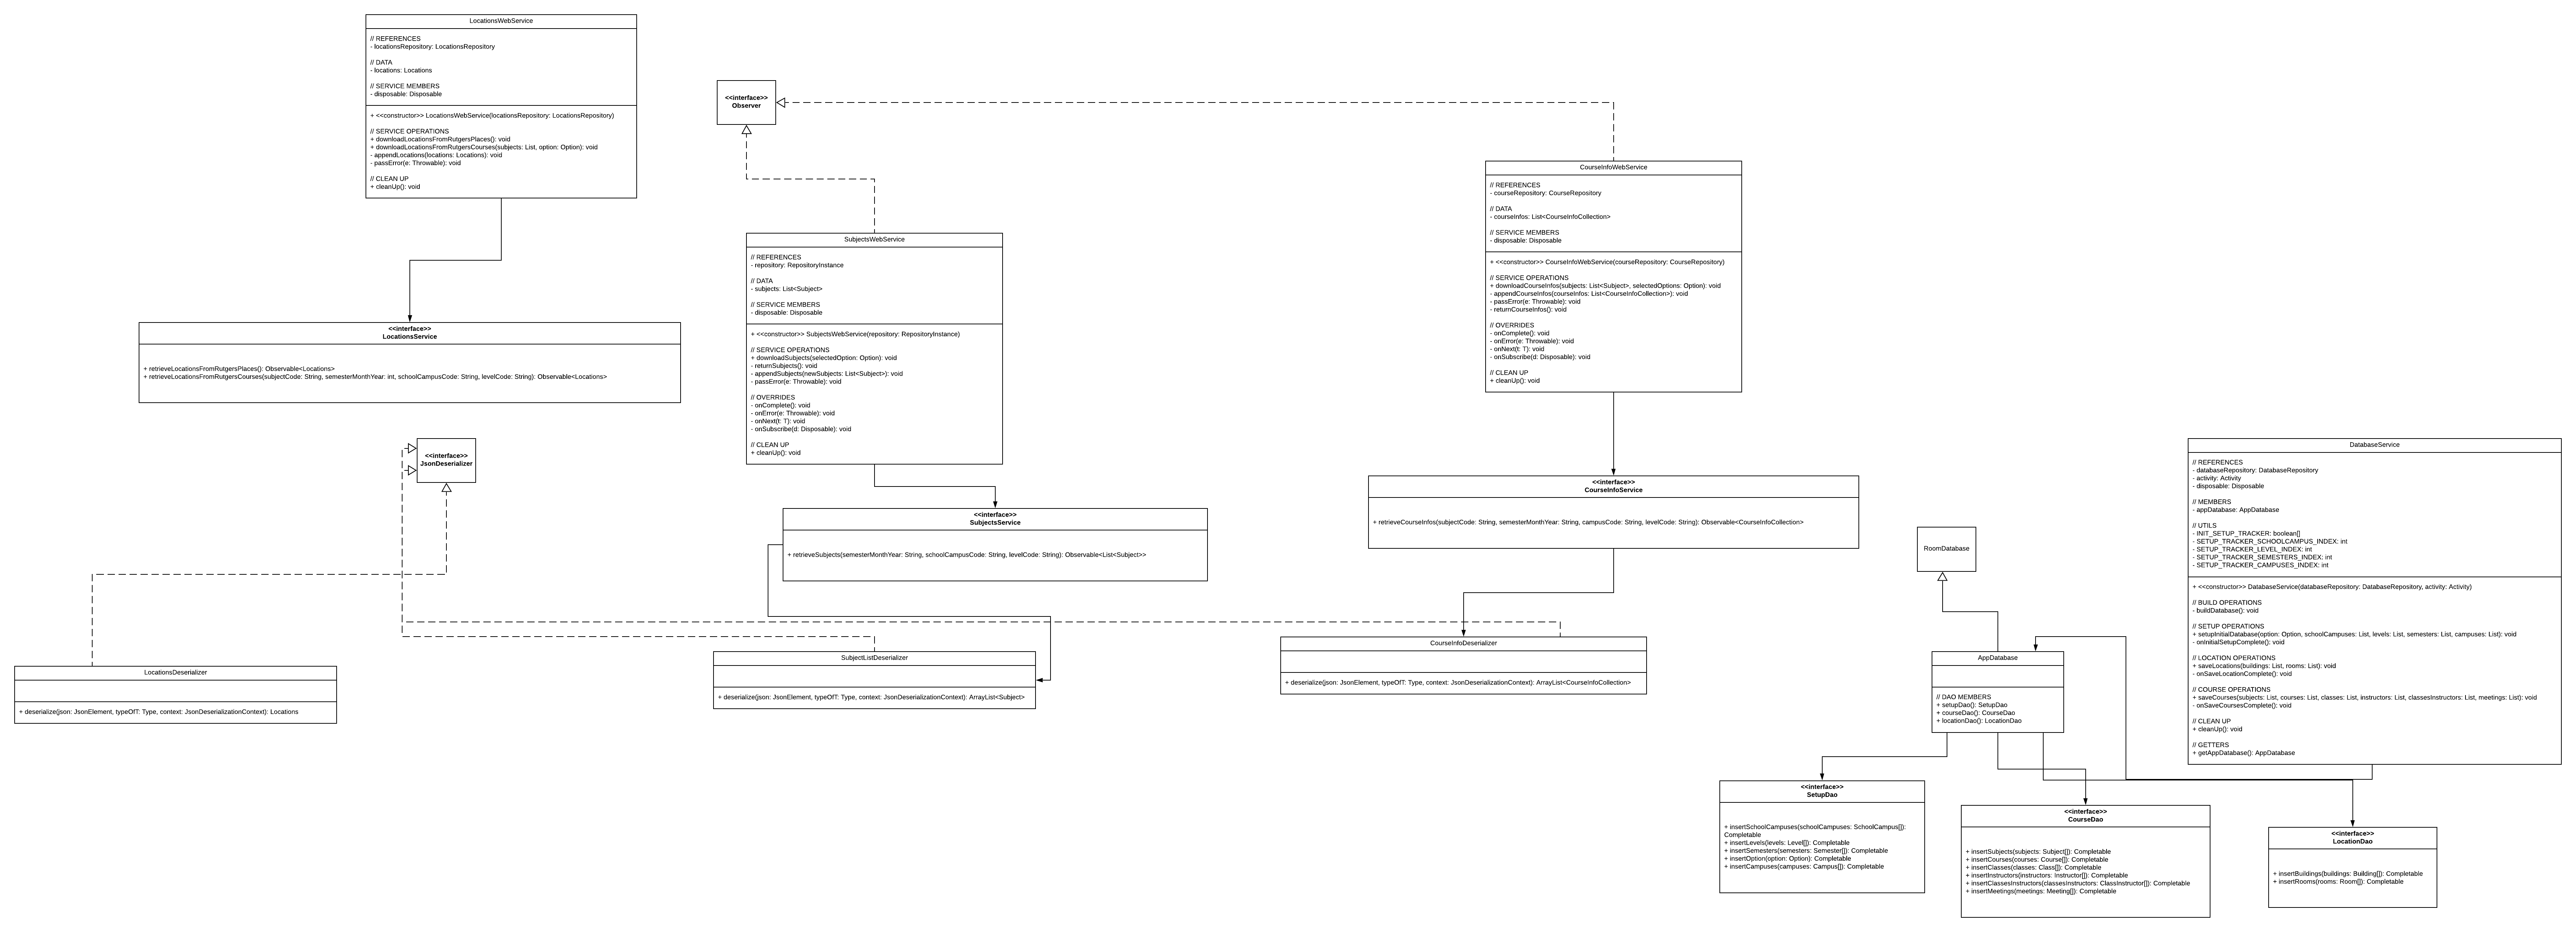 LocationsWebService
// REFERENCES
- locationsRepository: LocationsRepository
// DATA
- locations: Locations
// SERVICE MEMBERS
- disposable: Disposable
+ <<constructor>> LocationsWebService(locationsRepository: LocationsRepository)
// SERVICE OPERATIONS
+ downloadLocationsFromRutgersPlaces(): void
+ downloadLocationsFromRutgersCourses(subjects: List, option: Option): void
- appendLocations(locations: Locations): void
- passError(e: Throwable): void
// CLEAN UP
+ cleanUp(): void
<<interface>>
Observer
CourseInfoWebService
// REFERENCES
- courseRepository: CourseRepository
// DATA
- courseInfos: List<CourseInfoCollection>
// SERVICE MEMBERS
- disposable: Disposable
+ <<constructor>> CourseInfoWebService(courseRepository: CourseRepository)
// SERVICE OPERATIONS
+ downloadCourseInfos(subjects: List<Subject>, selectedOptions: Option): void
- appendCourseInfos(courseInfos: List<CourseInfoCollection>): void
- passError(e: Throwable): void
- returnCourseInfos(): void
// OVERRIDES
- onComplete(): void
- onError(e: Throwable): void
- onNext(t: T): void
- onSubscribe(d: Disposable): void
// CLEAN UP
+ cleanUp(): void
SubjectsWebService
// REFERENCES
- repository: RepositoryInstance
// DATA
- subjects: List<Subject>
// SERVICE MEMBERS
- disposable: Disposable
+ <<constructor>> SubjectsWebService(repository: RepositoryInstance)
// SERVICE OPERATIONS
+ downloadSubjects(selectedOption: Option): void
- returnSubjects(): void
- appendSubjects(newSubjects: List<Subject>): void
- passError(e: Throwable): void
// OVERRIDES
- onComplete(): void
- onError(e: Throwable): void
- onNext(t: T): void
- onSubscribe(d: Disposable): void
// CLEAN UP
+ cleanUp(): void
<<interface>>
LocationsService
+ retrieveLocationsFromRutgersPlaces(): Observable<Locations>
+ retrieveLocationsFromRutgersCourses(subjectCode: String, semesterMonthYear: int, schoolCampusCode: String, levelCode: String): Observable<Locations>
<<interface>>
JsonDeserializer
<<interface>>
SubjectsService
+ retrieveSubjects(semesterMonthYear: String, schoolCampusCode: String, levelCode: String): Observable<List<Subject>>
<<interface>>
CourseInfoService
+ retrieveCourseInfos(subjectCode: String, semesterMonthYear: String, campusCode: String, levelCode: String): Observable<CourseInfoCollection>
DatabaseService
// REFERENCES
- databaseRepository: DatabaseRepository
- activity: Activity
- disposable: Disposable
// MEMBERS
- appDatabase: AppDatabase
// UTILS
- INIT_SETUP_TRACKER: boolean[]
- SETUP_TRACKER_SCHOOLCAMPUS_INDEX: int
- SETUP_TRACKER_LEVEL_INDEX: int
- SETUP_TRACKER_SEMESTERS_INDEX: int
- SETUP_TRACKER_CAMPUSES_INDEX: int
+ <<constructor>> DatabaseService(databaseRepository: DatabaseRepository, activity: Activity)
// BUILD OPERATIONS
- buildDatabase(): void
// SETUP OPERATIONS
+ setupInitialDatabase(option: Option, schoolCampuses: List, levels: List, semesters: List, campuses: List): void
- onInitialSetupComplete(): void
// LOCATION OPERATIONS
+ saveLocations(buildings: List, rooms: List): void
- onSaveLocationComplete(): void
// COURSE OPERATIONS
+ saveCourses(subjects: List, courses: List, classes: List, instructors: List, classesInstructors: List, meetings: List): void
- onSaveCoursesComplete(): void
// CLEAN UP
+ cleanUp(): void
// GETTERS
+ getAppDatabase(): AppDatabase
RoomDatabase
LocationsDeserializer
+ deserialize(json: JsonElement, typeOfT: Type, context: JsonDeserializationContext): Locations
SubjectListDeserializer
+ deserialize(json: JsonElement, typeOfT: Type, context: JsonDeserializationContext): ArrayList<Subject>
CourseInfoDeserializer
+ deserialize(json: JsonElement, typeOfT: Type, context: JsonDeserializationContext): ArrayList<CourseInfoCollection>
AppDatabase
// DAO MEMBERS
+ setupDao(): SetupDao
+ courseDao(): CourseDao
+ locationDao(): LocationDao
<<interface>>
SetupDao
+ insertSchoolCampuses(schoolCampuses: SchoolCampus[]):
Completable
+ insertLevels(levels: Level[]): Completable
+ insertSemesters(semesters: Semester[]): Completable
+ insertOption(option: Option): Completable
+ insertCampuses(campuses: Campus[]): Completable
<<interface>>
CourseDao
+ insertSubjects(subjects: Subject[]): Completable
+ insertCourses(courses: Course[]): Completable
+ insertClasses(classes: Class[]): Completable
+ insertInstructors(instructors: Instructor[]): Completable
+ insertClassesInstructors(classesInstructors: ClassInstructor[]): Completable
+ insertMeetings(meetings: Meeting[]): Completable
<<interface>>
LocationDao
+ insertBuildings(buildings: Building[]): Completable
+ insertRooms(rooms: Room[]): Completable